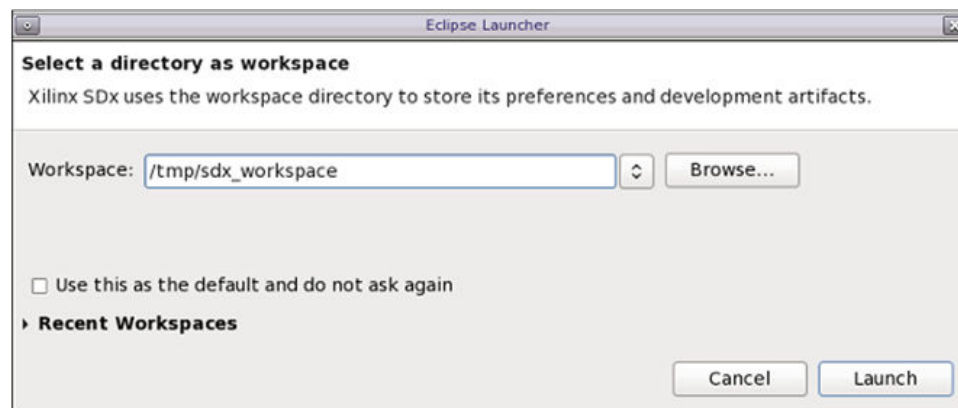 Eclipse Launcher
Select a directory as workspace
Xilinx SDx uses the workspace directory to store its preferences and development artifacts.
Workspace: /tmp/sdx_workspace Browse...
Use this as the default and do not ask again
Recent Workspaces
Cancel Launch